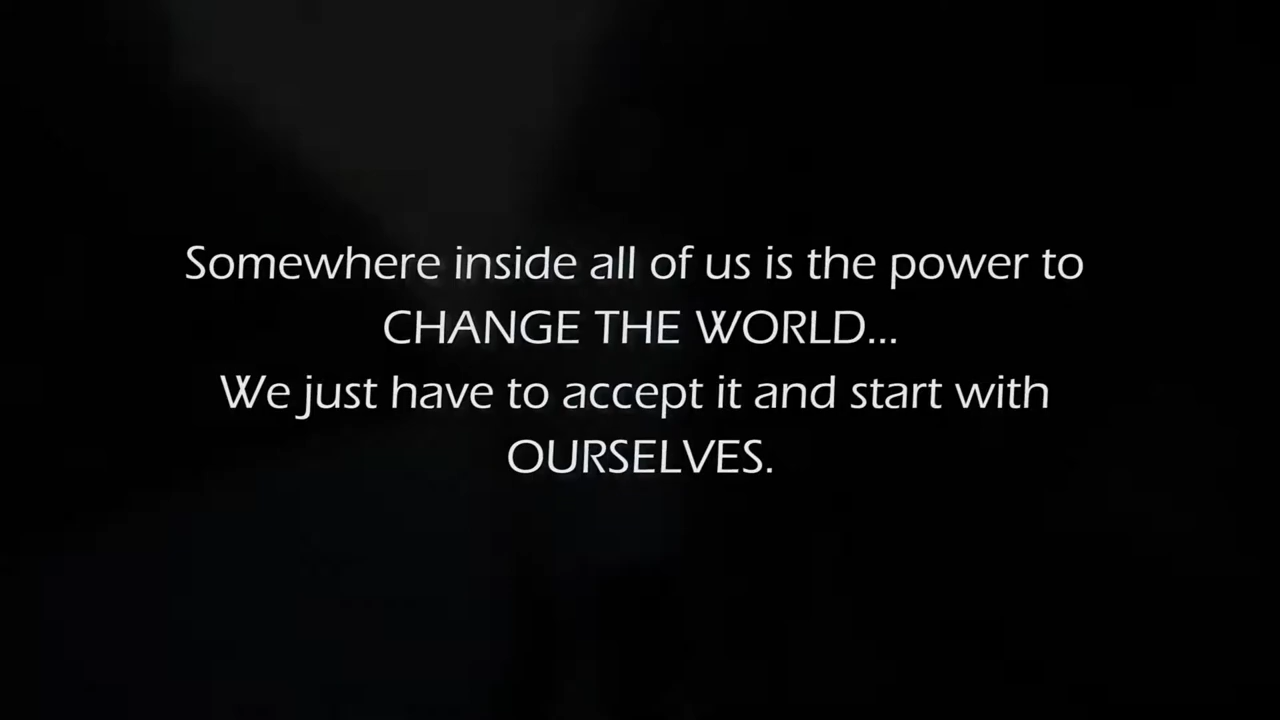 Somewhere inside all of us is the power to
CHANGE THE WORLD...
We just have to accept it and start with
OURSELVES.